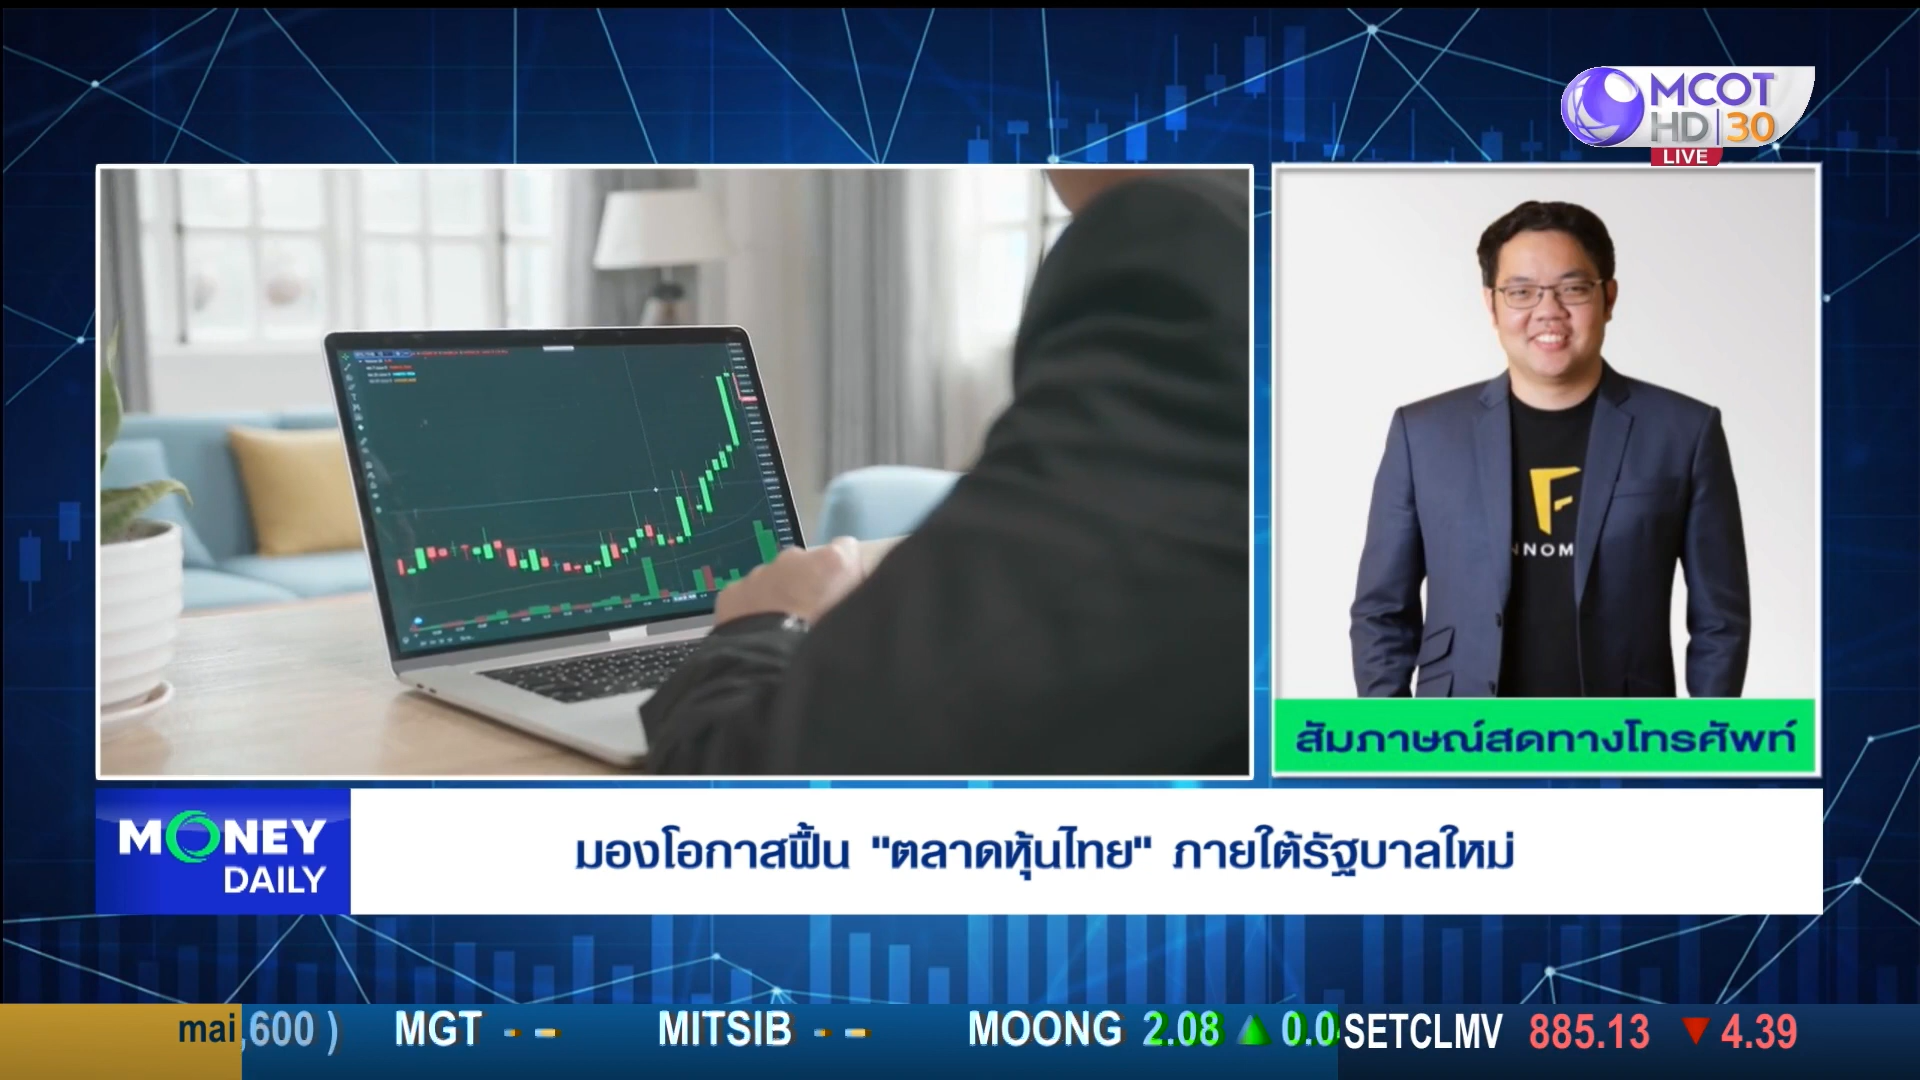 MCOT
HD 30
LIVE
NNOM
สัมภาษณ์สดทางโทรศัพท์
MONEY
DAILY
มองโอกาสฟื้น "ตลาดหุ้นไทย" ภายใต้รัฐบาลใหม่
mai ,600 ) MGT - - MITSIB - - MOONG 2.08 ▲ 0.0 SETCLMV 885.13 ▼ 4.39